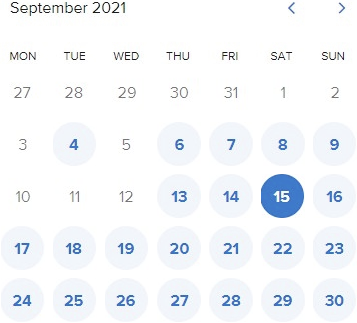 September 2021
MON TUE WED THU FRI SAT SUN
27 28 29 30 31 1 2
3 4 5 6 7 8 9
10 11 12 13 14 15 16
17 18 19 20 21 22 23
24 25 26 27 28 29 30